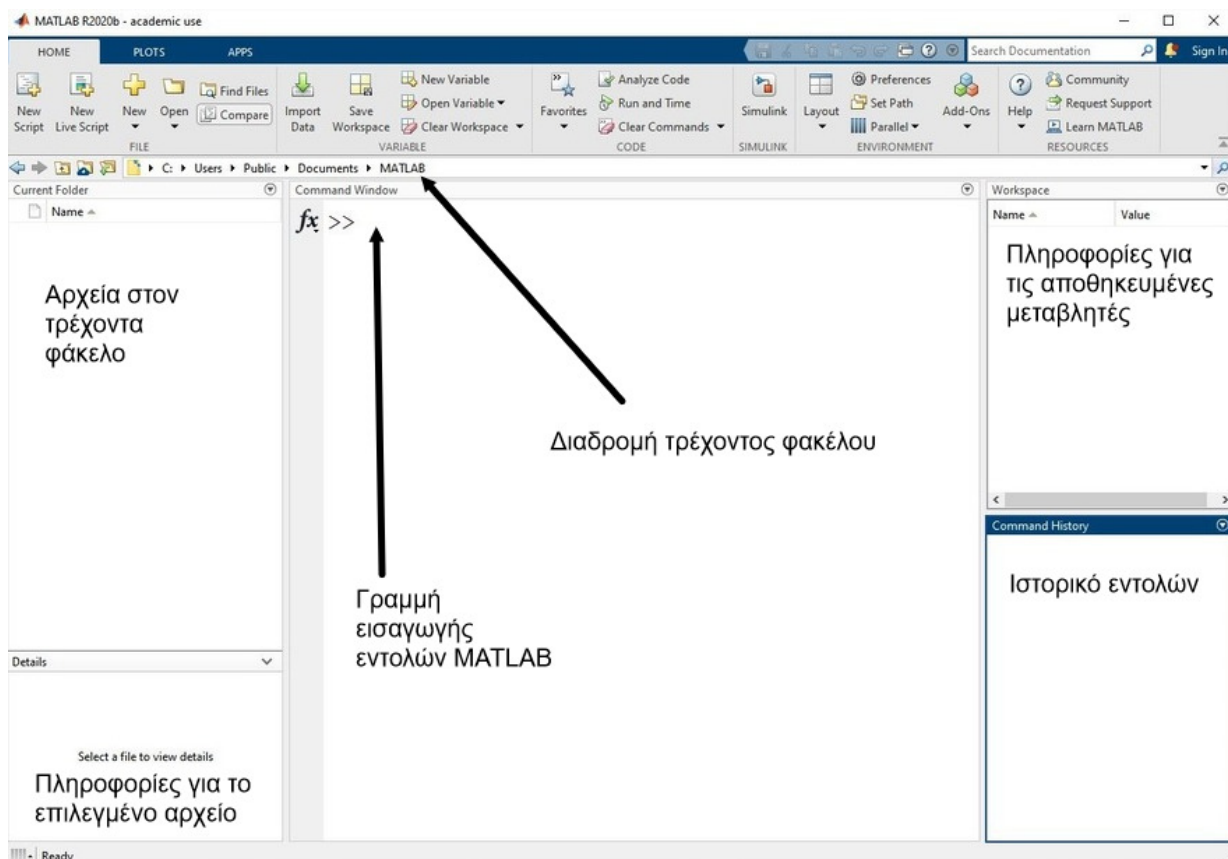 MATLAB R2020b - academic use
HOME PLOTS APPS
Search Documentation
Sign In
New Script
New Live Script
New
Open
Find Files
Compare
FILE
Import Data
Save Workspace
New Variable
Open Variable
Clear Workspace
VARIABLE
Favorites
Analyze Code
Run and Time
Clear Commands
CODE
Simulink
SIMULINK
Layout
Preferences
Set Path
Parallel
Add-Ons
ENVIRONMENT
Help
Community
Request Support
Learn MATLAB
RESOURCES
C: Users Public Documents MATLAB
Current Folder
Name
Αρχεία στον
τρέχοντα
φάκελο
Details
Select a file to view details
Πληροφορίες για το
επιλεγμένο αρχείο
Command Window
fx >>
Διαδρομή τρέχοντος φακέλου
Γραμμή
εισαγωγής
εντολών MATLAB
Workspace
Name Value
Πληροφορίες για
τις αποθηκευμένες
μεταβλητές
Command History
Ιστορικό εντολών
Ready